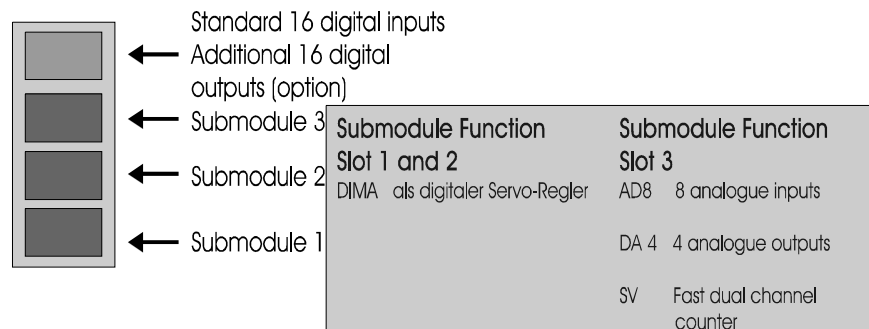 Standard 16 digital inputs
Additional 16 digital
outputs (option)
Submodule 3
Submodule 2
Submodule 1
Submodule Function
Slot 1 and 2
DIMA als digitaler Servo-Regler
Submodule Function
Slot 3
AD8 8 analogue inputs
DA 4 4 analogue outputs
SV Fast dual channel
counter